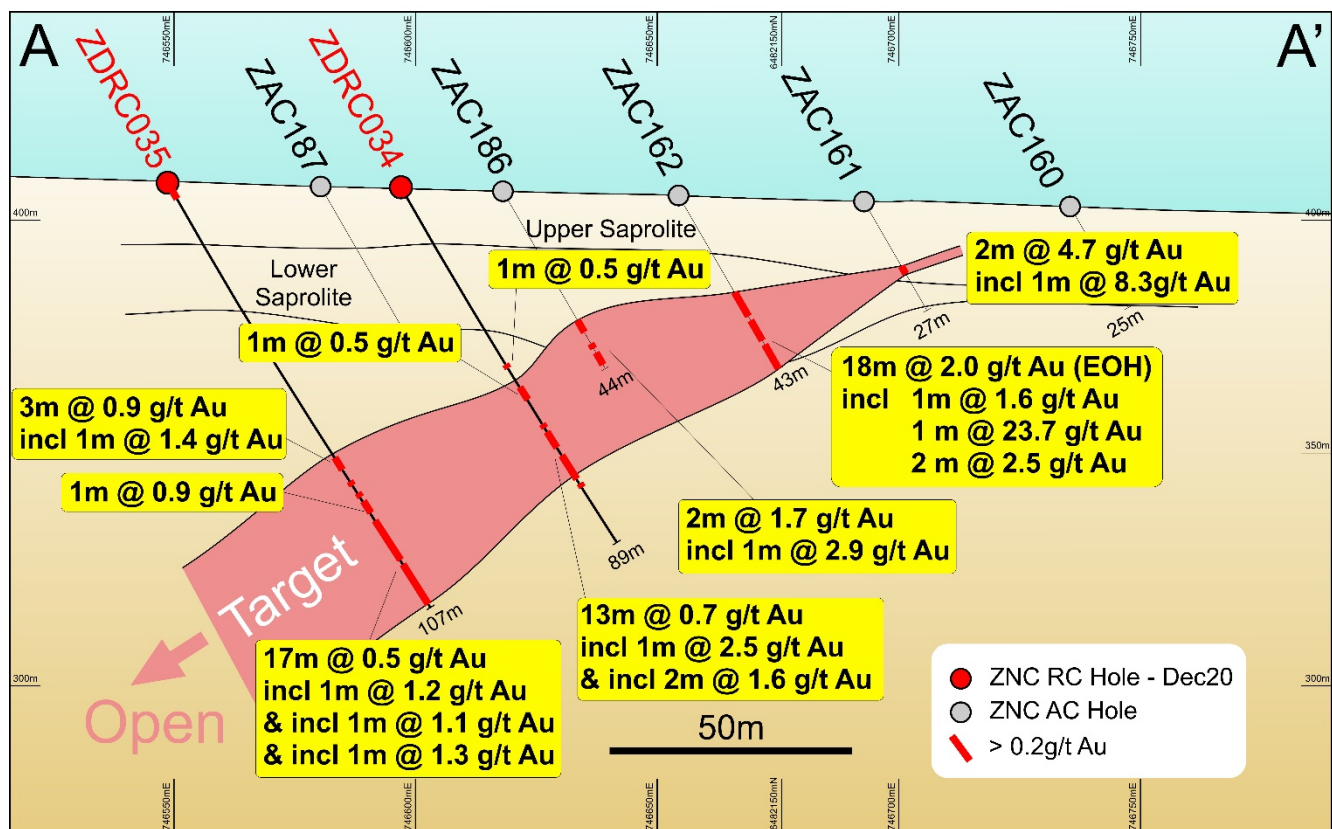 A
A'
746550mE
746600mE
746650mE
6482150mN
746700mE
746750mE
ZDRC035
ZAC187
ZDRC034
ZAC186
ZAC162
ZAC161
ZAC160
400m
400m
Upper Saprolite
Lower
Saprolite
1m @ 0.5 g/t Au
2m @ 4.7 g/t Au
incl 1m @ 8.3g/t Au
27m
25m
1m @ 0.5 g/t Au
44m
43m
18m @ 2.0 g/t Au (EOH)
incl 1m @ 1.6 g/t Au
1 m @ 23.7 g/t Au
2 m @ 2.5 g/t Au
3m @ 0.9 g/t Au
incl 1m @ 1.4 g/t Au
350m
1m @ 0.9 g/t Au
2m @ 1.7 g/t Au
incl 1m @ 2.9 g/t Au
89m
Target
107m
13m @ 0.7 g/t Au
incl 1m @ 2.5 g/t Au
& incl 2m @ 1.6 g/t Au
17m @ 0.5 g/t Au
incl 1m @ 1.2 g/t Au
& incl 1m @ 1.1 g/t Au
& incl 1m @ 1.3 g/t Au
300m
300m
Open
50m
ZNC RC Hole - Dec20
ZNC AC Hole
> 0.2g/t Au
746550mE
746600mE
746650mE
6482150mN
746700mE
746750mE